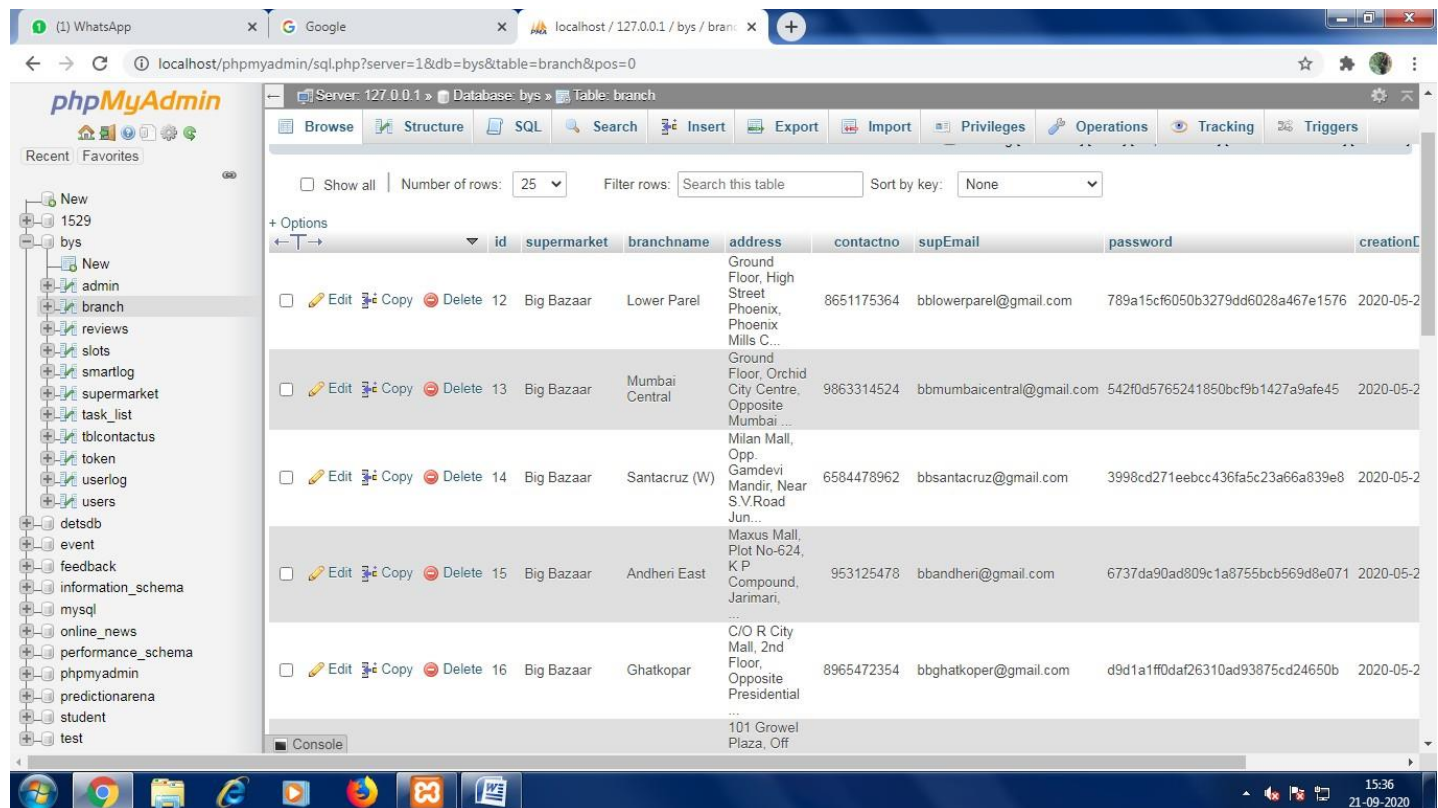 (1) WhatsApp
Google
localhost / 127.0.0.1 / bys / branc
localhost/phpmyadmin/sql.php?server=1&db=bys&table=branch&pos=0
phpMyAdmin
Recent Favorites
New
1529
bys
New
admin
branch
reviews
slots
smartlog
supermarket
task_list
tblcontactus
token
userlog
users
detsdb
event
feedback
information_schema
mysql
online_news
performance_schema
phpmyadmin
predictionarena
student
test
Server: 127.0.0.1 » Database: bys » Table: branch
Browse Structure SQL Search Insert Export Import Privileges Operations Tracking Triggers
Show all Number of rows: 25 Filter rows: Search this table Sort by key: None
+ Options
←T→ id supermarket branchname address contactno supEmail password creationD
Edit Copy Delete 12 Big Bazaar Lower Parel
Ground
Floor, High
Street
Phoenix,
Phoenix
Mills C...
8651175364 bblowerparel@gmail.com 789a15cf6050b3279dd6028a467e1576 2020-05-2
Edit Copy Delete 13 Big Bazaar
Mumbai
Central
Ground
Floor, Orchid
City Centre,
Opposite
Mumbai ...
9863314524 bbmumbaicentral@gmail.com 542f0d5765241850bcf9b1427a9afe45 2020-05-2
Edit Copy Delete 14 Big Bazaar Santacruz (W)
Milan Mall,
Opp.
Gamdevi
Mandir, Near
S.V.Road
Jun...
6584478962 bbsantacruz@gmail.com 3998cd271eebcc436fa5c23a66a839e8 2020-05-2
Edit Copy Delete 15 Big Bazaar Andheri East
Maxus Mall,
Plot No-624,
K P
Compound,
Jarimari,
...
953125478 bbandheri@gmail.com 6737da90ad809c1a8755bcb569d8e071 2020-05-2
Edit Copy Delete 16 Big Bazaar Ghatkopar
C/O R City
Mall, 2nd
Floor,
Opposite
Presidential
...
8965472354 bbghatkoper@gmail.com d9d1a1ff0daf26310ad93875cd24650b 2020-05-2
101 Growel
Plaza, Off
Console
15:36
21-09-2020